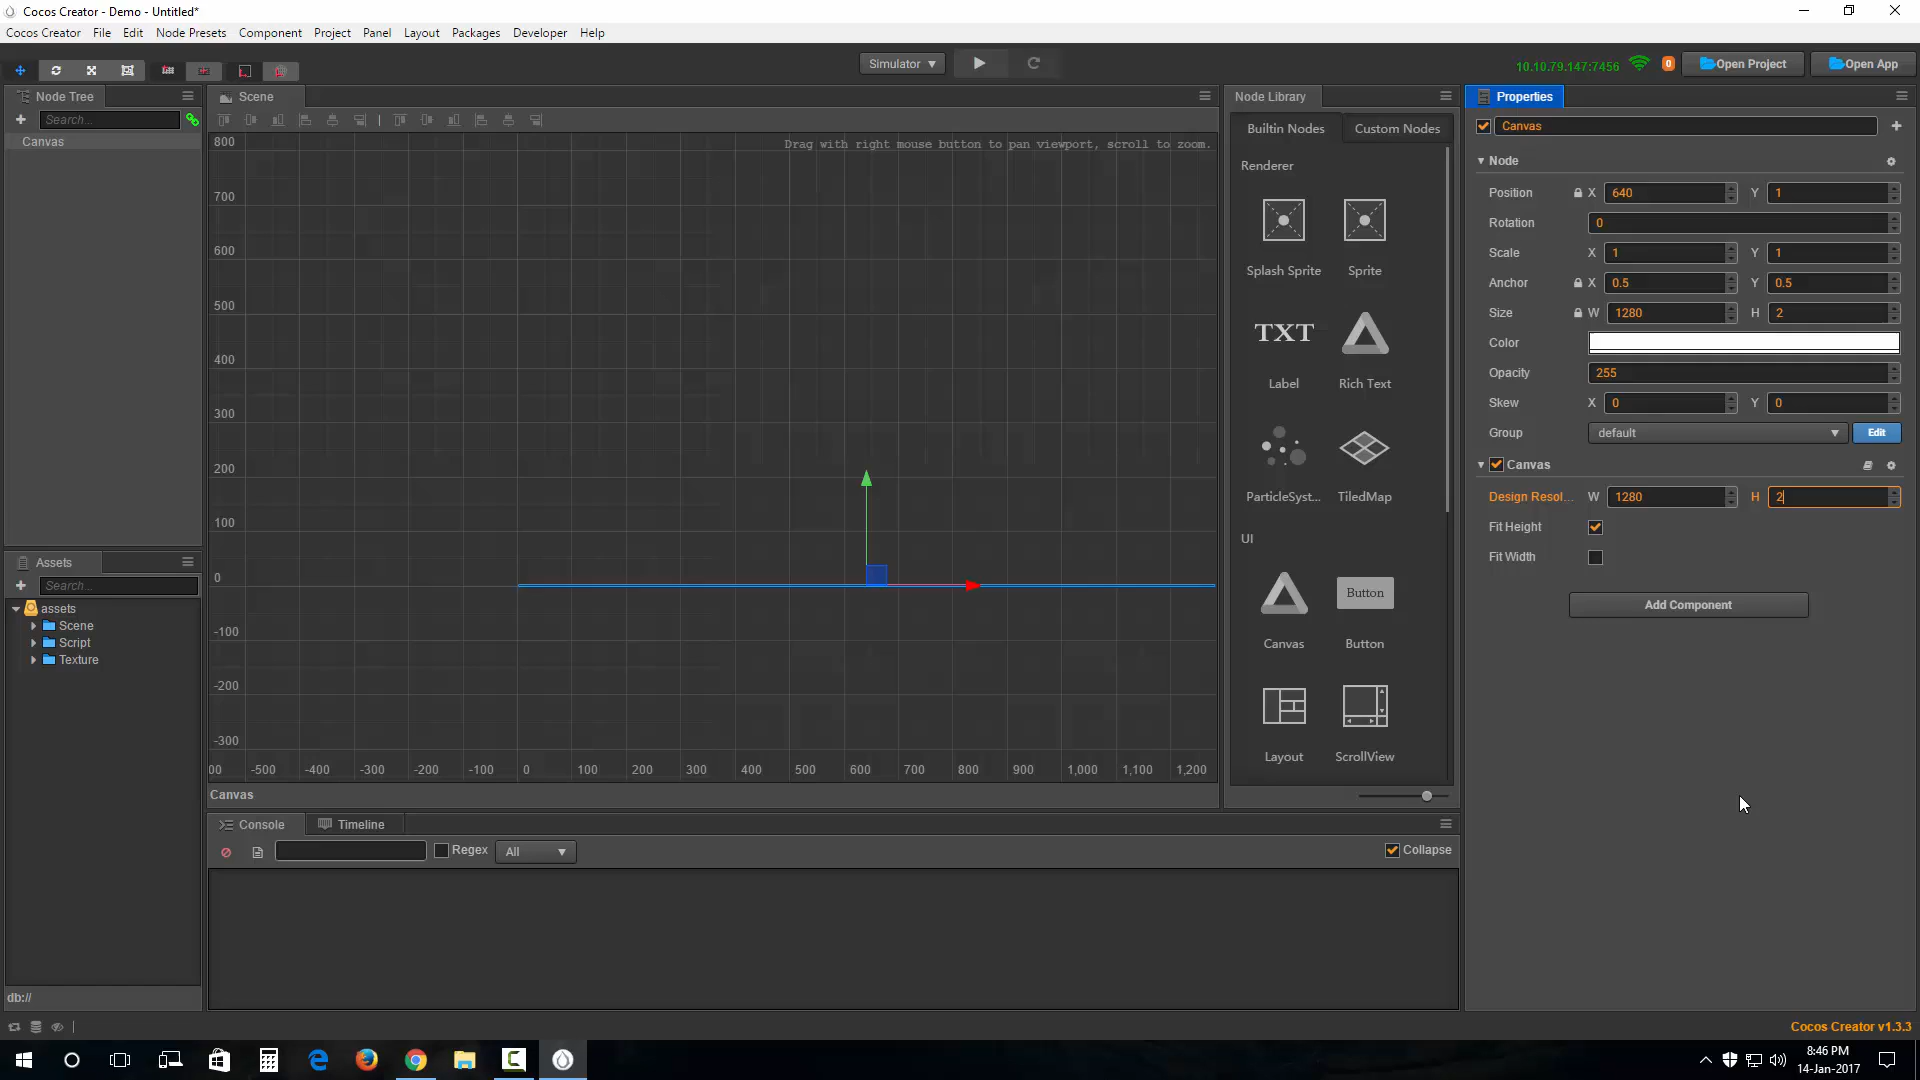 Cocos Creator - Demo - Untitled*
Cocos Creator File Edit Node Presets Component Project Panel Layout Packages Developer Help
Simulator
10.10.79.147:7456 0 Open Project Open App
Node Tree
Search...
Canvas
Scene
Drag with right mouse button to pan viewport, scroll to zoom.
800
700
600
500
400
300
200
100
0
-100
-200
-300
00 -500 -400 -300 -200 -100 0 100 200 300 400 500 600 700 800 900 1,000 1,100 1,200
Canvas
Assets
Search...
assets
Scene
Script
Texture
db://
Console Timeline
Regex All Collapse
Node Library
Builtin Nodes Custom Nodes
Renderer
Splash Sprite Sprite
TXT
Label Rich Text
ParticleSyst... TiledMap
UI
Button
Canvas Button
Layout ScrollView
Properties
Canvas
Node
Position X 640 Y 1
Rotation 0
Scale X 1 Y 1
Anchor X 0.5 Y 0.5
Size W 1280 H 2
Color
Opacity 255
Skew X 0 Y 0
Group default Edit
Canvas
Design Resol... W 1280 H 2
Fit Height
Fit Width
Add Component
Cocos Creator v1.3.3
8:46 PM
14-Jan-2017